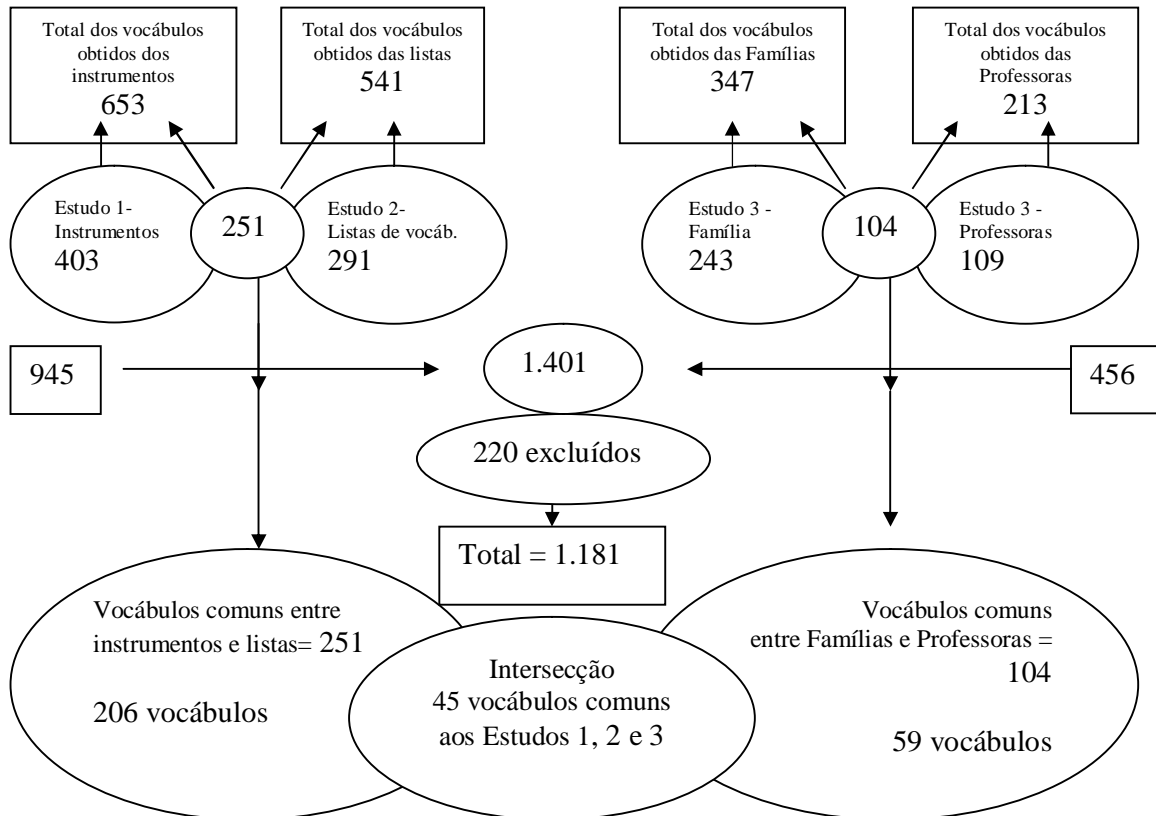 Total dos vocábulos
obtidos dos
instrumentos
653
Total dos vocábulos
obtidos das listas
541
Total dos vocábulos
obtidos das Famílias
347
Total dos vocábulos
obtidos das
Professoras
213
Estudo 1-
Instrumentos
403
251
Estudo 2-
Listas de vocáb.
291
Estudo 3 -
Família
243
104
Estudo 3 -
Professoras
109
945
1.401
456
220 excluídos
Total = 1.181
Vocábulos comuns entre
instrumentos e listas= 251
206 vocábulos
Intersecção
45 vocábulos comuns
aos Estudos 1, 2 e 3
Vocábulos comuns
entre Famílias e Professoras =
104
59 vocábulos